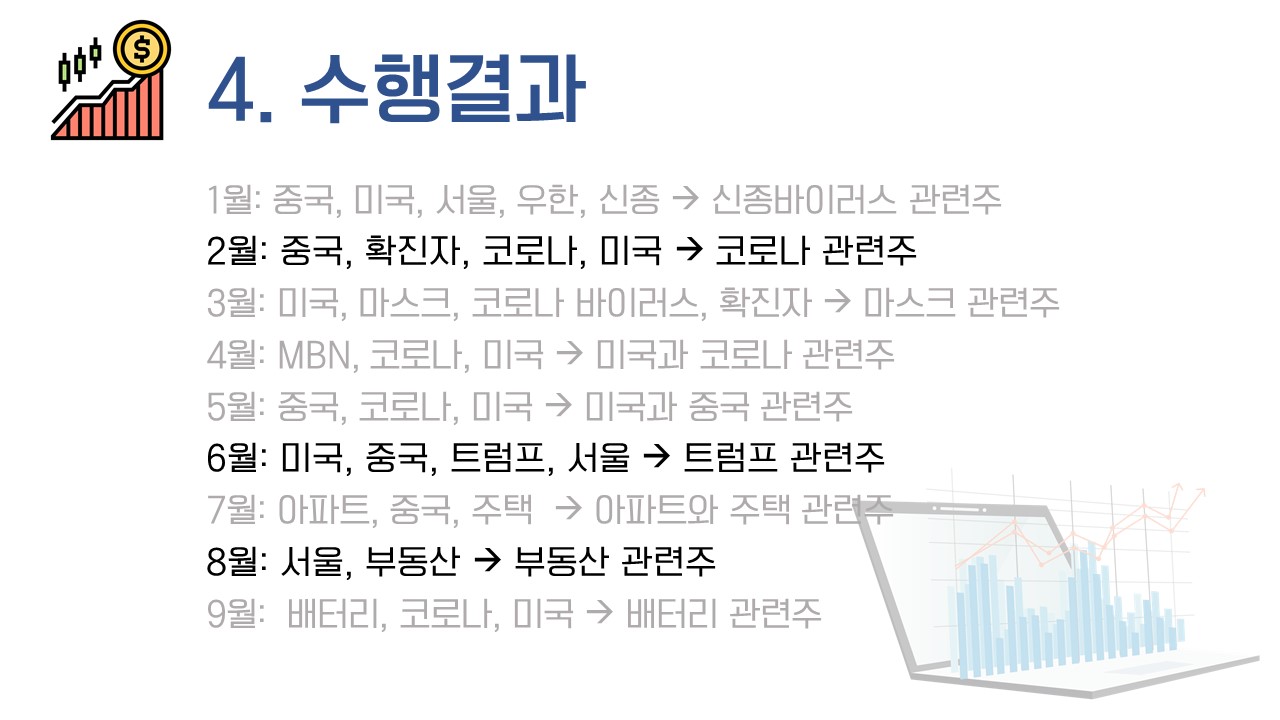 4. 수행결과
1월: 중국, 미국, 서울, 우한, 신종 → 신종바이러스 관련주
2월: 중국, 확진자, 코로나, 미국 → 코로나 관련주
3월: 미국, 마스크, 코로나 바이러스, 확진자 → 마스크 관련주
4월: MBN, 코로나, 미국 → 미국과 코로나 관련주
5월: 중국, 코로나, 미국 → 미국과 중국 관련주
6월: 미국, 중국, 트럼프, 서울 → 트럼프 관련주
7월: 아파트, 중국, 주택  → 아파트와 주택 관련주
8월: 서울, 부동산 → 부동산 관련주
9월:  배터리, 코로나, 미국 → 배터리 관련주